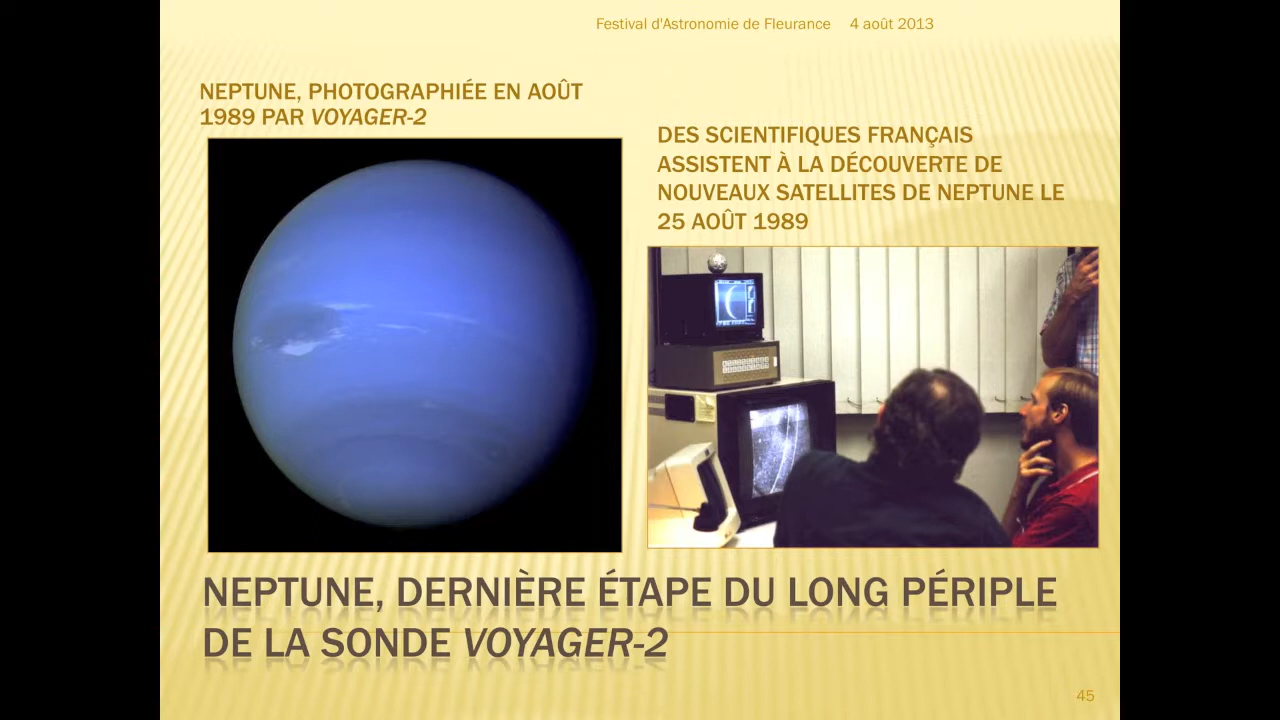 Festival d'Astronomie de Fleurance 4 août 2013
NEPTUNE, PHOTOGRAPHIÉE EN AOÛT
1989 PAR VOYAGER-2
DES SCIENTIFIQUES FRANÇAIS
ASSISTENT À LA DÉCOUVERTE DE
NOUVEAUX SATELLITES DE NEPTUNE LE
25 AOÛT 1989
NEPTUNE, DERNIÈRE ÉTAPE DU LONG PÉRIPLE
DE LA SONDE VOYAGER-2
45